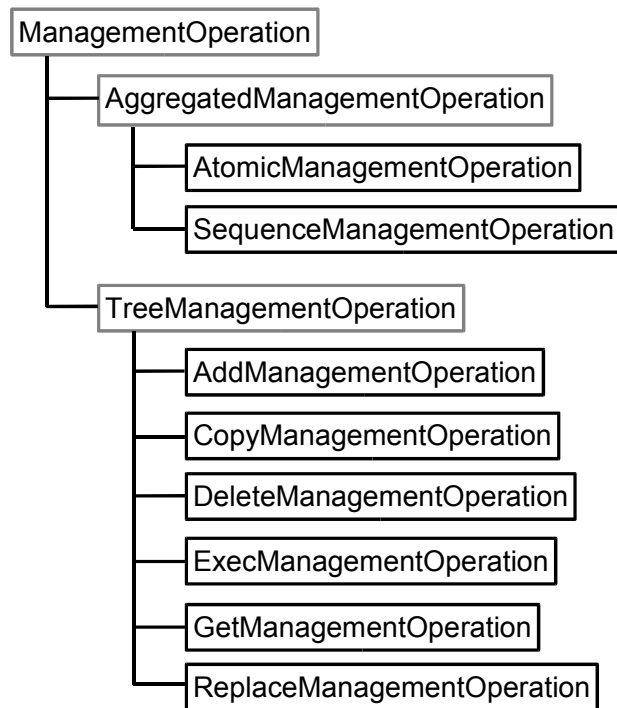 ManagementOperation
AggregatedManagementOperation
AtomicManagementOperation
SequenceManagementOperation
TreeManagementOperation
AddManagementOperation
CopyManagementOperation
DeleteManagementOperation
ExecManagementOperation
GetManagementOperation
ReplaceManagementOperation